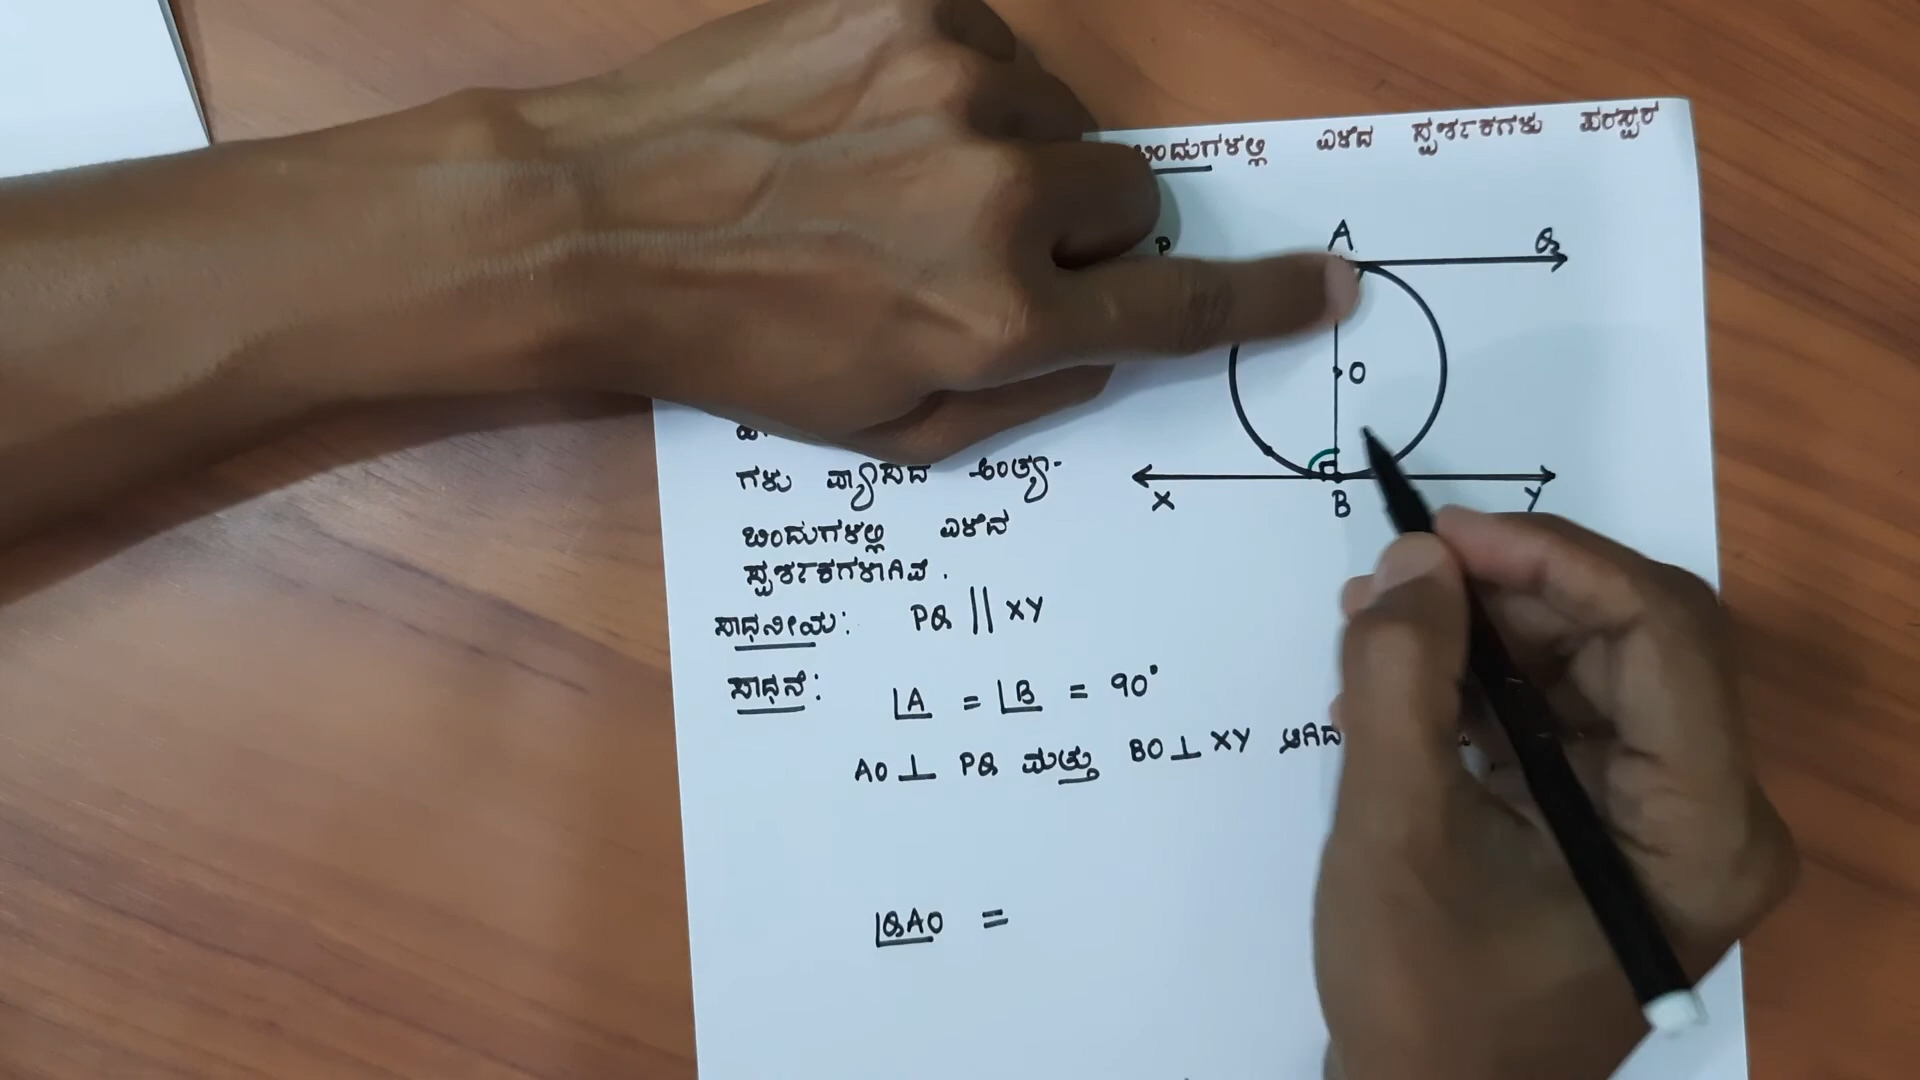 ಬಿಂದುಗಳಲ್ಲಿ ಎಳೆದ ಸ್ಪರ್ಶಕಗಳು ಪರಸ್ಪರ
A
P Q
O
X B Y
ಗಳು ವ್ಯಾಸದ ಅಂತ್ಯ-
ಬಿಂದುಗಳಲ್ಲಿ ಎಳೆದ
ಸ್ಪರ್ಶಕಗಳಾಗಿವೆ.
ಸಾಧನೀಯ: PQ || XY
ಸಾಧನೆ: ∠A = ∠B = 90°
AO ⊥ PQ ಮತ್ತು BO ⊥ XY
∠QAO =